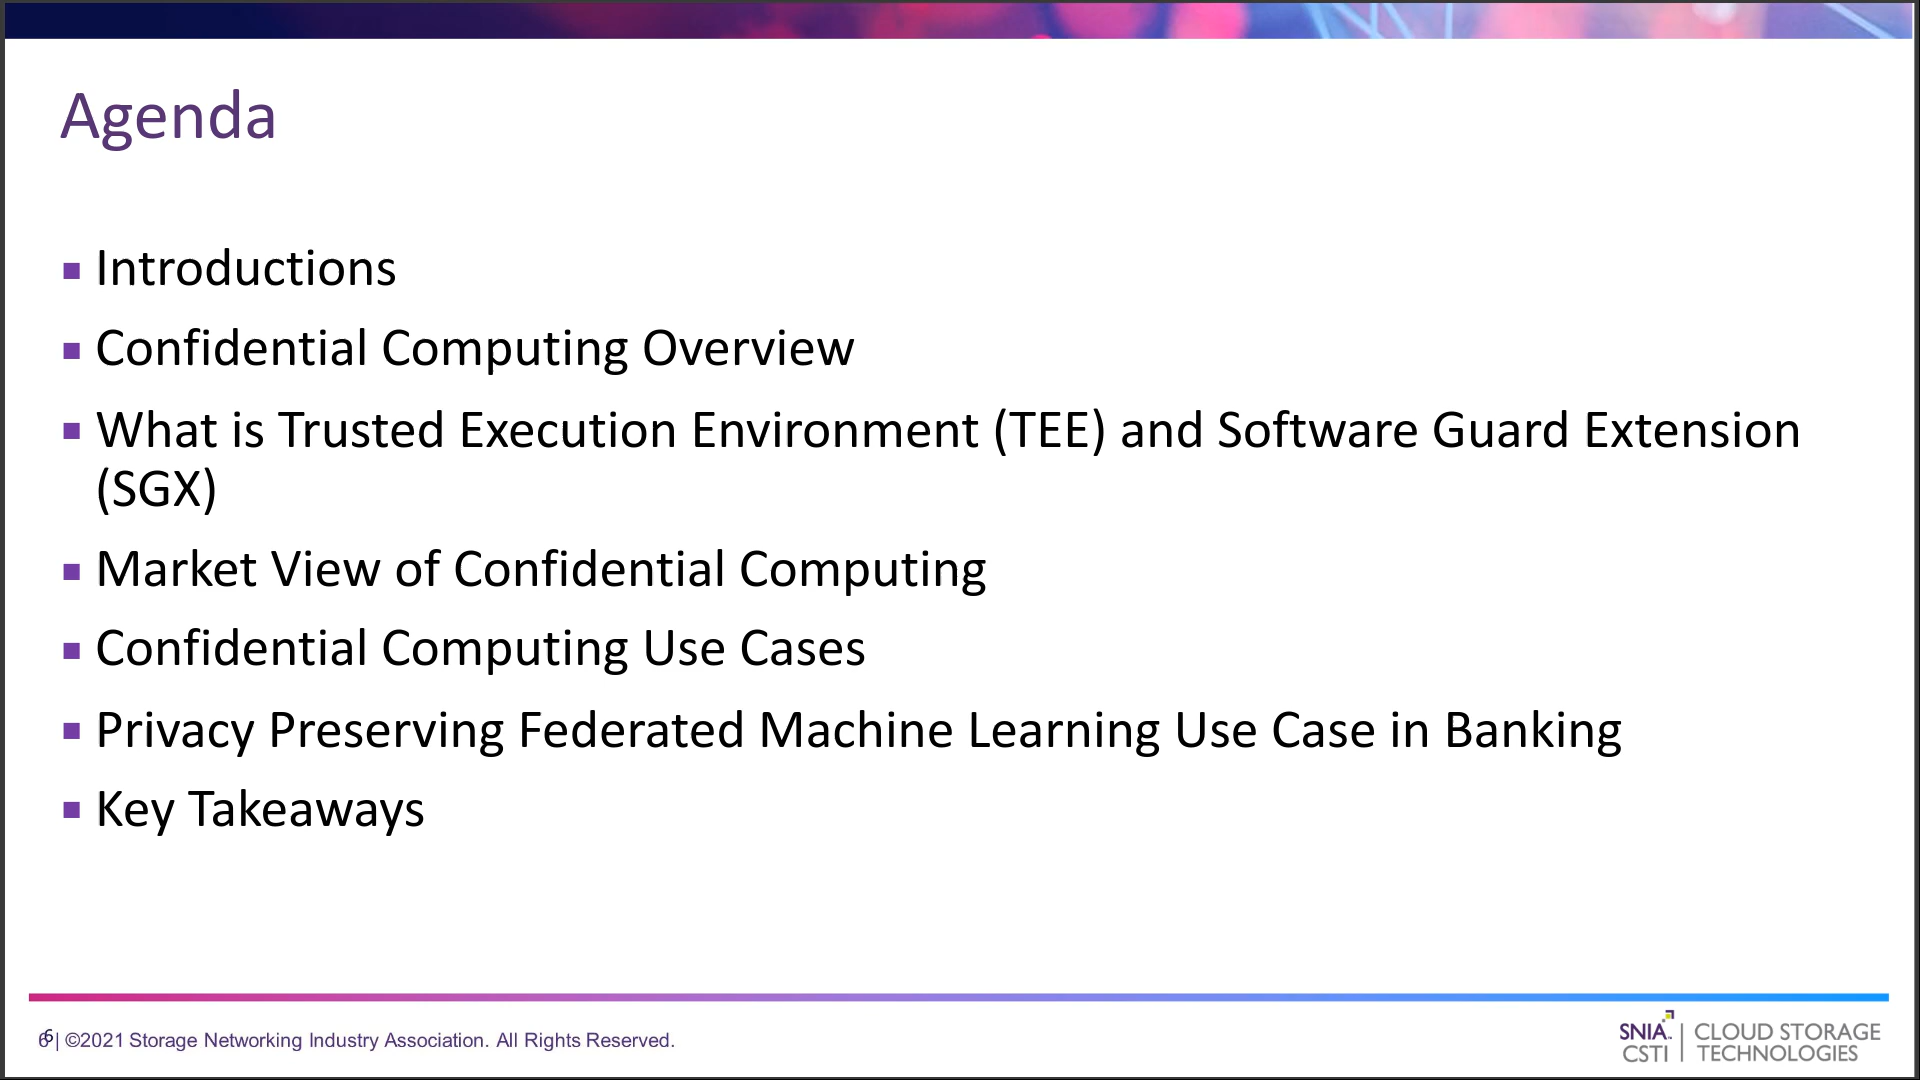 Agenda
▪ Introductions
▪ Confidential Computing Overview
▪ What is Trusted Execution Environment (TEE) and Software Guard Extension
(SGX)
▪ Market View of Confidential Computing
▪ Confidential Computing Use Cases
▪ Privacy Preserving Federated Machine Learning Use Case in Banking
▪ Key Takeaways
6 | ©2021 Storage Networking Industry Association. All Rights Reserved.
SNIA | CLOUD STORAGE
CSTI | TECHNOLOGIES